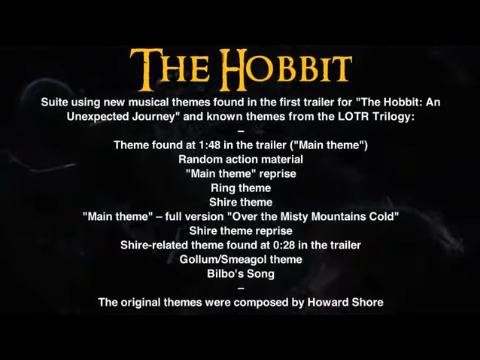 THE HOBBIT
Suite using new musical themes found in the first trailer for "The Hobbit: An
Unexpected Journey" and known themes from the LOTR Trilogy:
–
Theme found at 1:48 in the trailer ("Main theme")
Random action material
"Main theme" reprise
Ring theme
Shire theme
"Main theme" – full version "Over the Misty Mountains Cold"
Shire theme reprise
Shire-related theme found at 0:28 in the trailer
Gollum/Smeagol theme
Bilbo's Song
–
The original themes were composed by Howard Shore